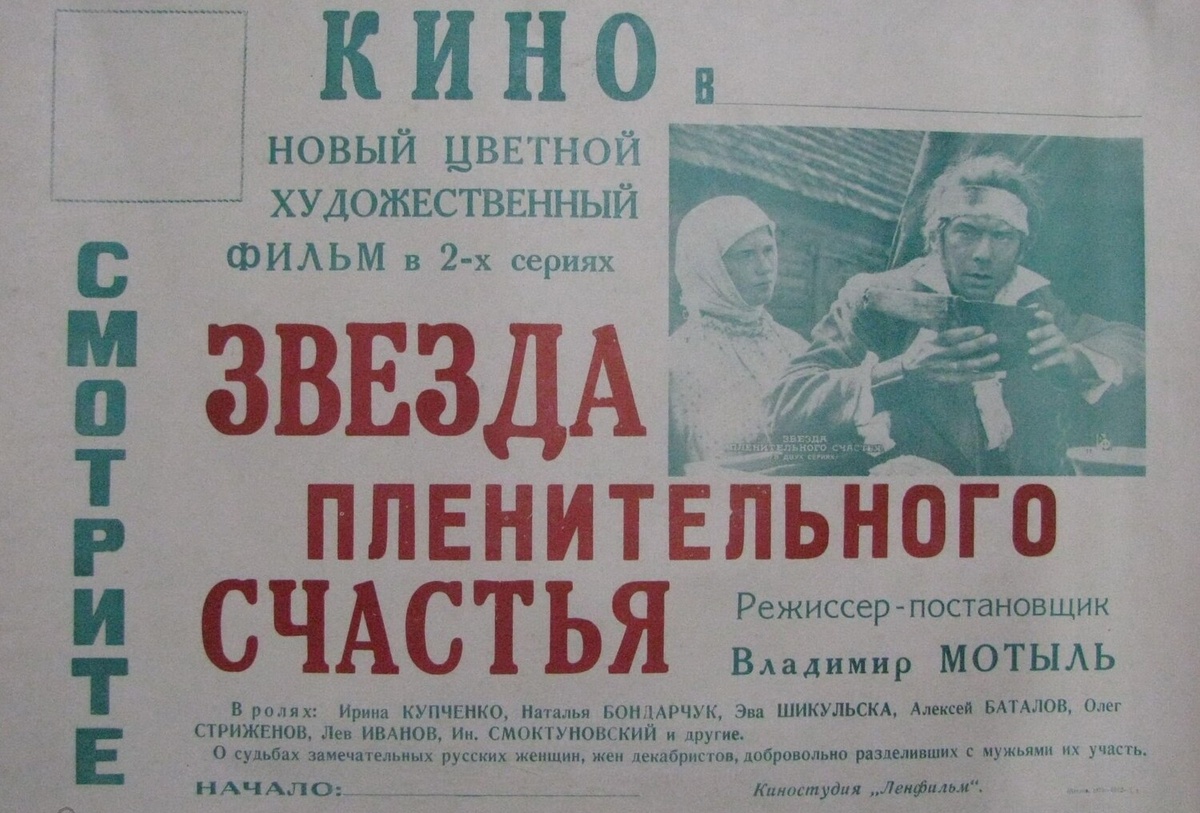 КИНО в
НОВЫЙ ЦВЕТНОЙ
ХУДОЖЕСТВЕННЫЙ
ФИЛЬМ в 2-х сериях
СМОТРИТЕ
ЗВЕЗДА
ПЛЕНИТЕЛЬНОГО
СЧАСТЬЯ
ЗВЕЗДА
ПЛЕНИТЕЛЬНОГО СЧАСТЬЯ
В ДВУХ СЕРИЯХ
Режиссер-постановщик
Владимир МОТЫЛЬ
В ролях: Ирина КУПЧЕНКО, Наталья БОНДАРЧУК, Эва ШИКУЛЬСКА, Алексей БАТАЛОВ, Олег
СТРИЖЕНОВ, Лев ИВАНОВ, Ин. СМОКТУНОВСКИЙ и другие.
О судьбах замечательных русских женщин, жен декабристов, добровольно разделивших с мужьями их участь.
НАЧАЛО:
Киностудия „Ленфильм“.